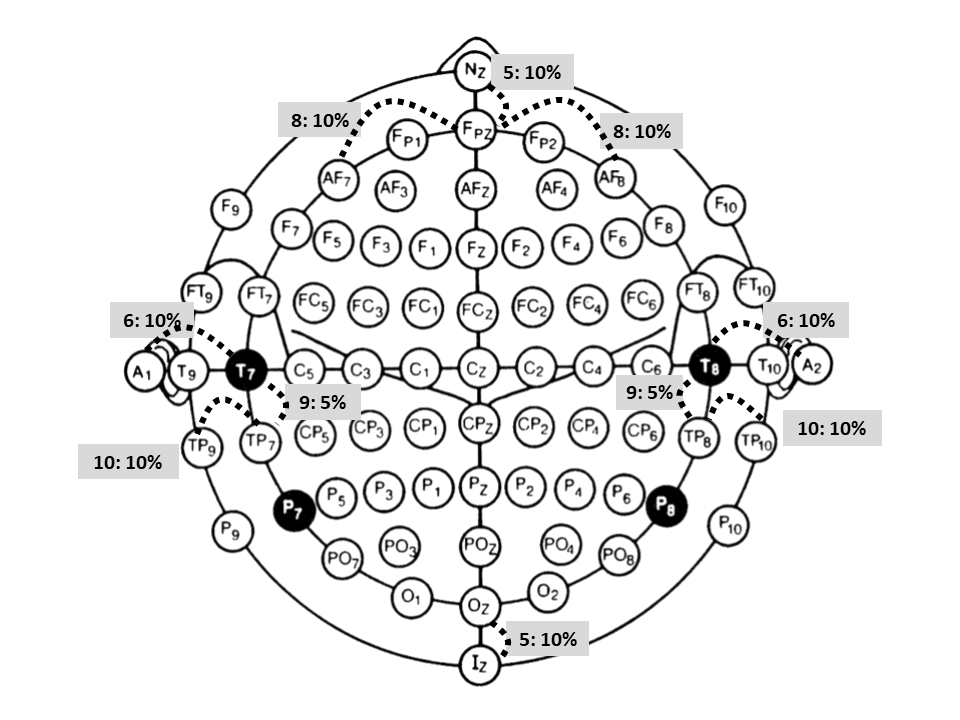 NZ 5: 10%
8: 10% FP1 FPZ FP2 8: 10%
AF7 AF3 AFZ AF4 AF8
F9 F10
F7 F5 F3 F1 FZ F2 F4 F6 F8
FT9 FT7 FC5 FC3 FC1 FCZ FC2 FC4 FC6 FT8 FT10
6: 10% 6: 10%
A1 T9 T7 C5 C3 C1 CZ C2 C4 C6 T8 T10 A2
9: 5% 9: 5%
TP9 TP7 CP5 CP3 CP1 CPZ CP2 CP4 CP6 TP8 TP10
10: 10% 10: 10%
P9 P7 P5 P3 P1 PZ P2 P4 P6 P8 P10
PO7 PO3 POZ PO4 PO8
O1 OZ O2
5: 10%
IZ